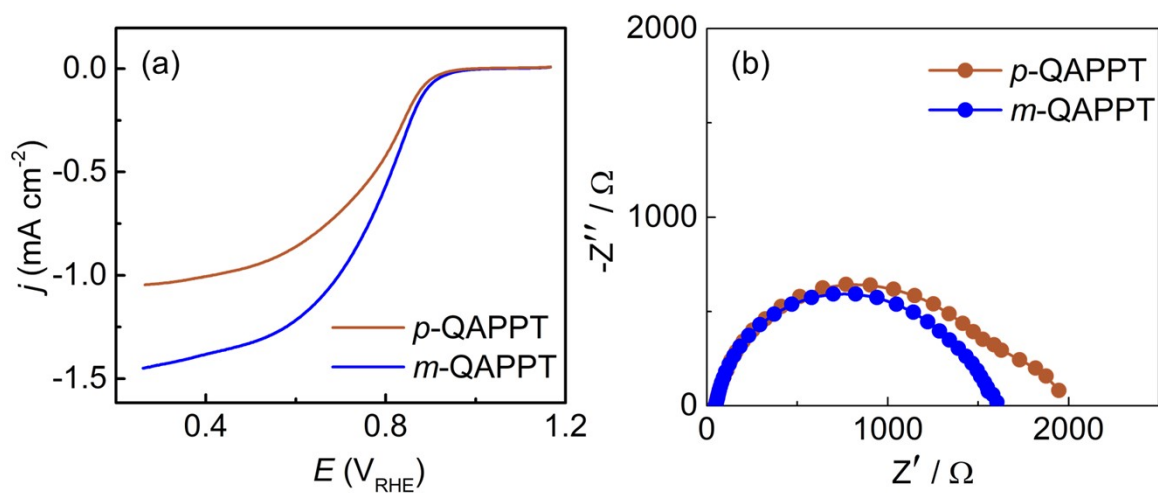 (a)
0.0
-0.5
-1.0
-1.5
j (mA cm⁻²)
p-QAPPT
m-QAPPT
0.4
0.8
1.2
E (V_RHE)
(b)
2000
1000
0
-Z′′ / Ω
p-QAPPT
m-QAPPT
0
1000
2000
Z′ / Ω